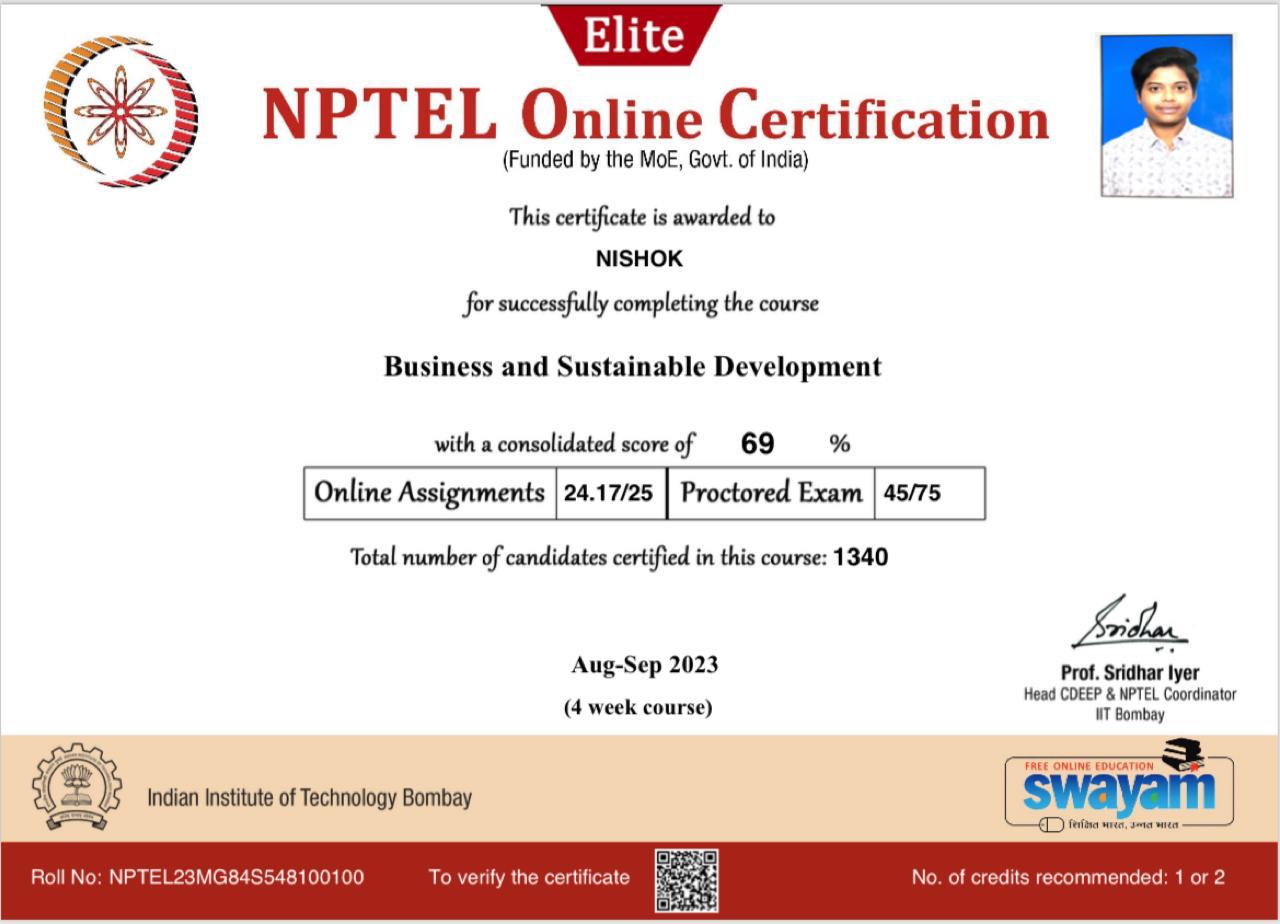 Elite
NPTEL Online Certification
(Funded by the MoE, Govt. of India)
This certificate is awarded to
NISHOK
for successfully completing the course
Business and Sustainable Development
with a consolidated score of 69 %
Online Assignments 24.17/25 Proctored Exam 45/75
Total number of candidates certified in this course: 1340
Sridhar
Aug-Sep 2023
(4 week course)
Prof. Sridhar Iyer
Head CDEEP & NPTEL Coordinator
IIT Bombay
Indian Institute of Technology Bombay
FREE ONLINE EDUCATION
swayam
शिक्षित भारत, उन्नत भारत
Roll No: NPTEL23MG84S548100100
To verify the certificate
No. of credits recommended: 1 or 2